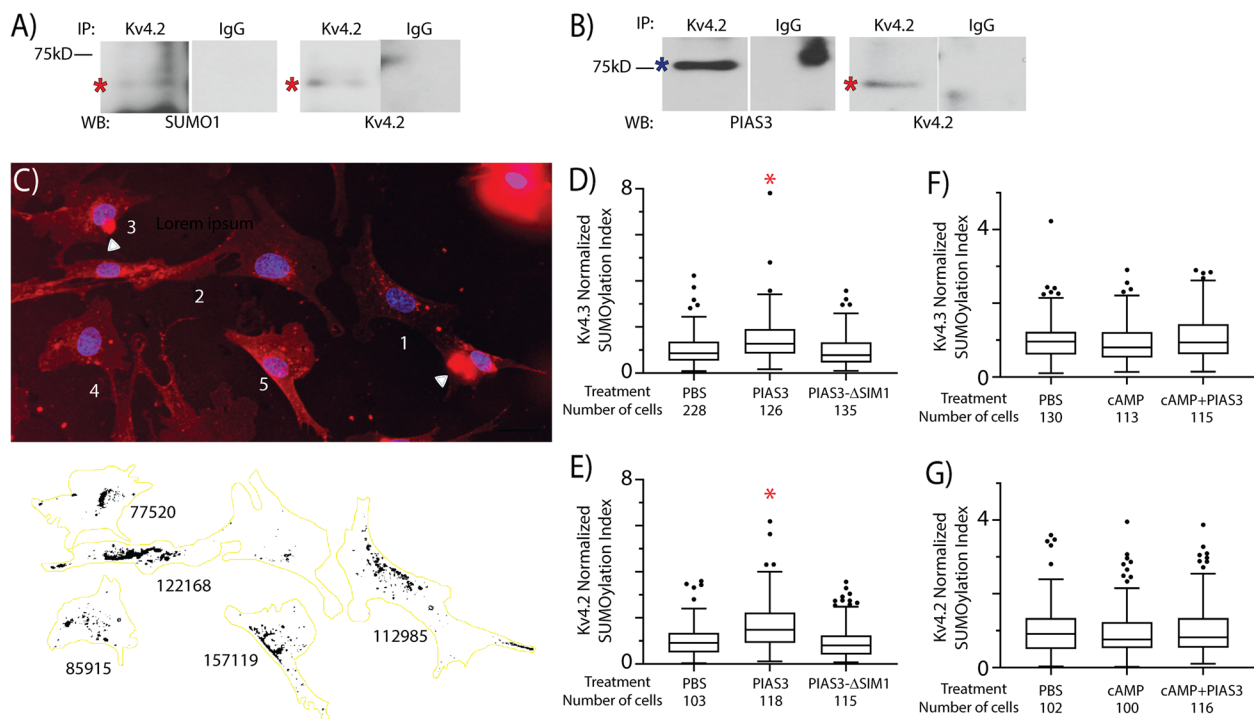 A)
IP: Kv4.2 IgG
75kD
*
*
WB: SUMO1 Kv4.2
B)
IP: Kv4.2 IgG Kv4.2 IgG
75kD
*
*
WB: PIAS3 Kv4.2
C)
3
Lorem ipsum
2
1
4
5
77520
122168
112985
85915
157119
D)
*
8
4
0
Kv4.3 Normalized
SUMOylation Index
Treatment PBS PIAS3 PIAS3-ΔSIM1
Number of cells 228 126 135
E)
*
8
4
0
Kv4.2 Normalized
SUMOylation Index
Treatment PBS PIAS3 PIAS3-ΔSIM1
Number of cells 103 118 115
F)
4
0
Kv4.3 Normalized
SUMOylation Index
Treatment PBS cAMP cAMP+PIAS3
Number of cells 130 113 115
G)
4
0
Kv4.2 Normalized
SUMOylation Index
Treatment PBS cAMP cAMP+PIAS3
Number of cells 102 100 116